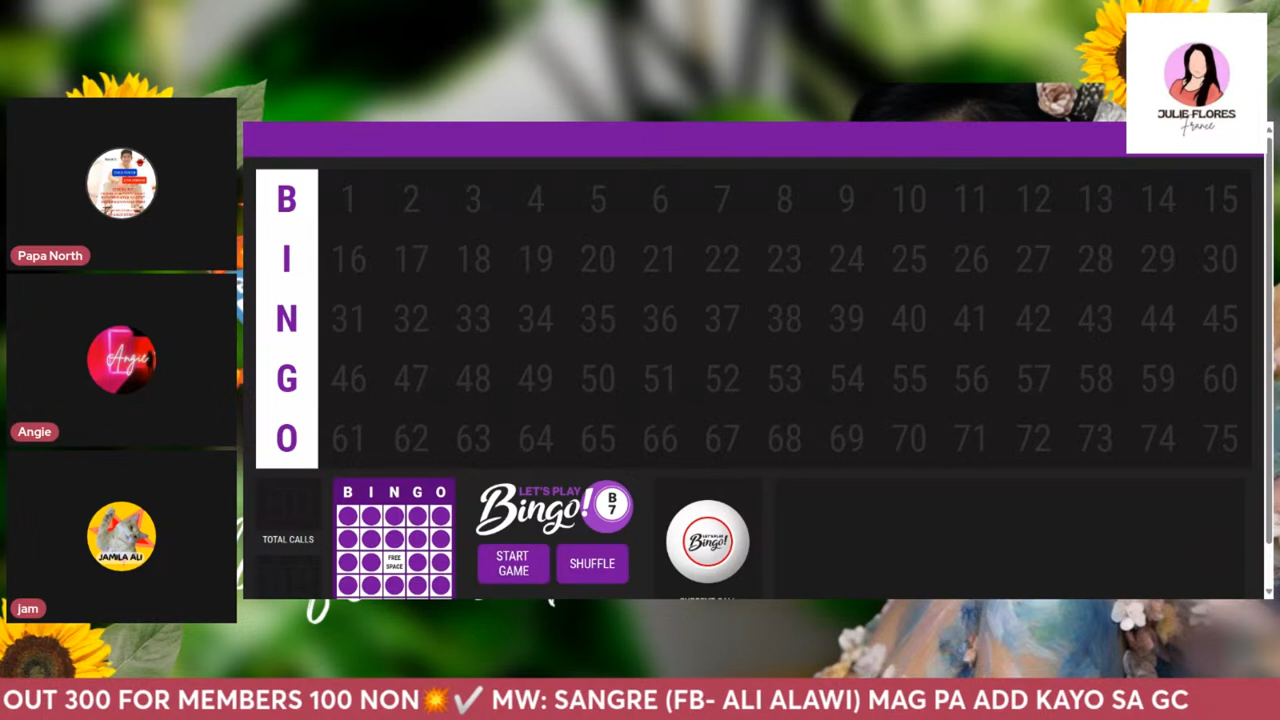 JULIE FLORES
France
Papa North
Angie
Angie
JAMILA ALI
jam
B 1 2 3 4 5 6 7 8 9 10 11 12 13 14 15
I 16 17 18 19 20 21 22 23 24 25 26 27 28 29 30
N 31 32 33 34 35 36 37 38 39 40 41 42 43 44 45
G 46 47 48 49 50 51 52 53 54 55 56 57 58 59 60
O 61 62 63 64 65 66 67 68 69 70 71 72 73 74 75
TOTAL CALLS
B I N G O
FREE
SPACE
LET'S PLAY
Bingo!
B
7
START
GAME
SHUFFLE
LET'S PLAY
Bingo!
OUT 300 FOR MEMBERS 100 NON💥✔️ MW: SANGRE (FB- ALI ALAWI) MAG PA ADD KAYO SA GC